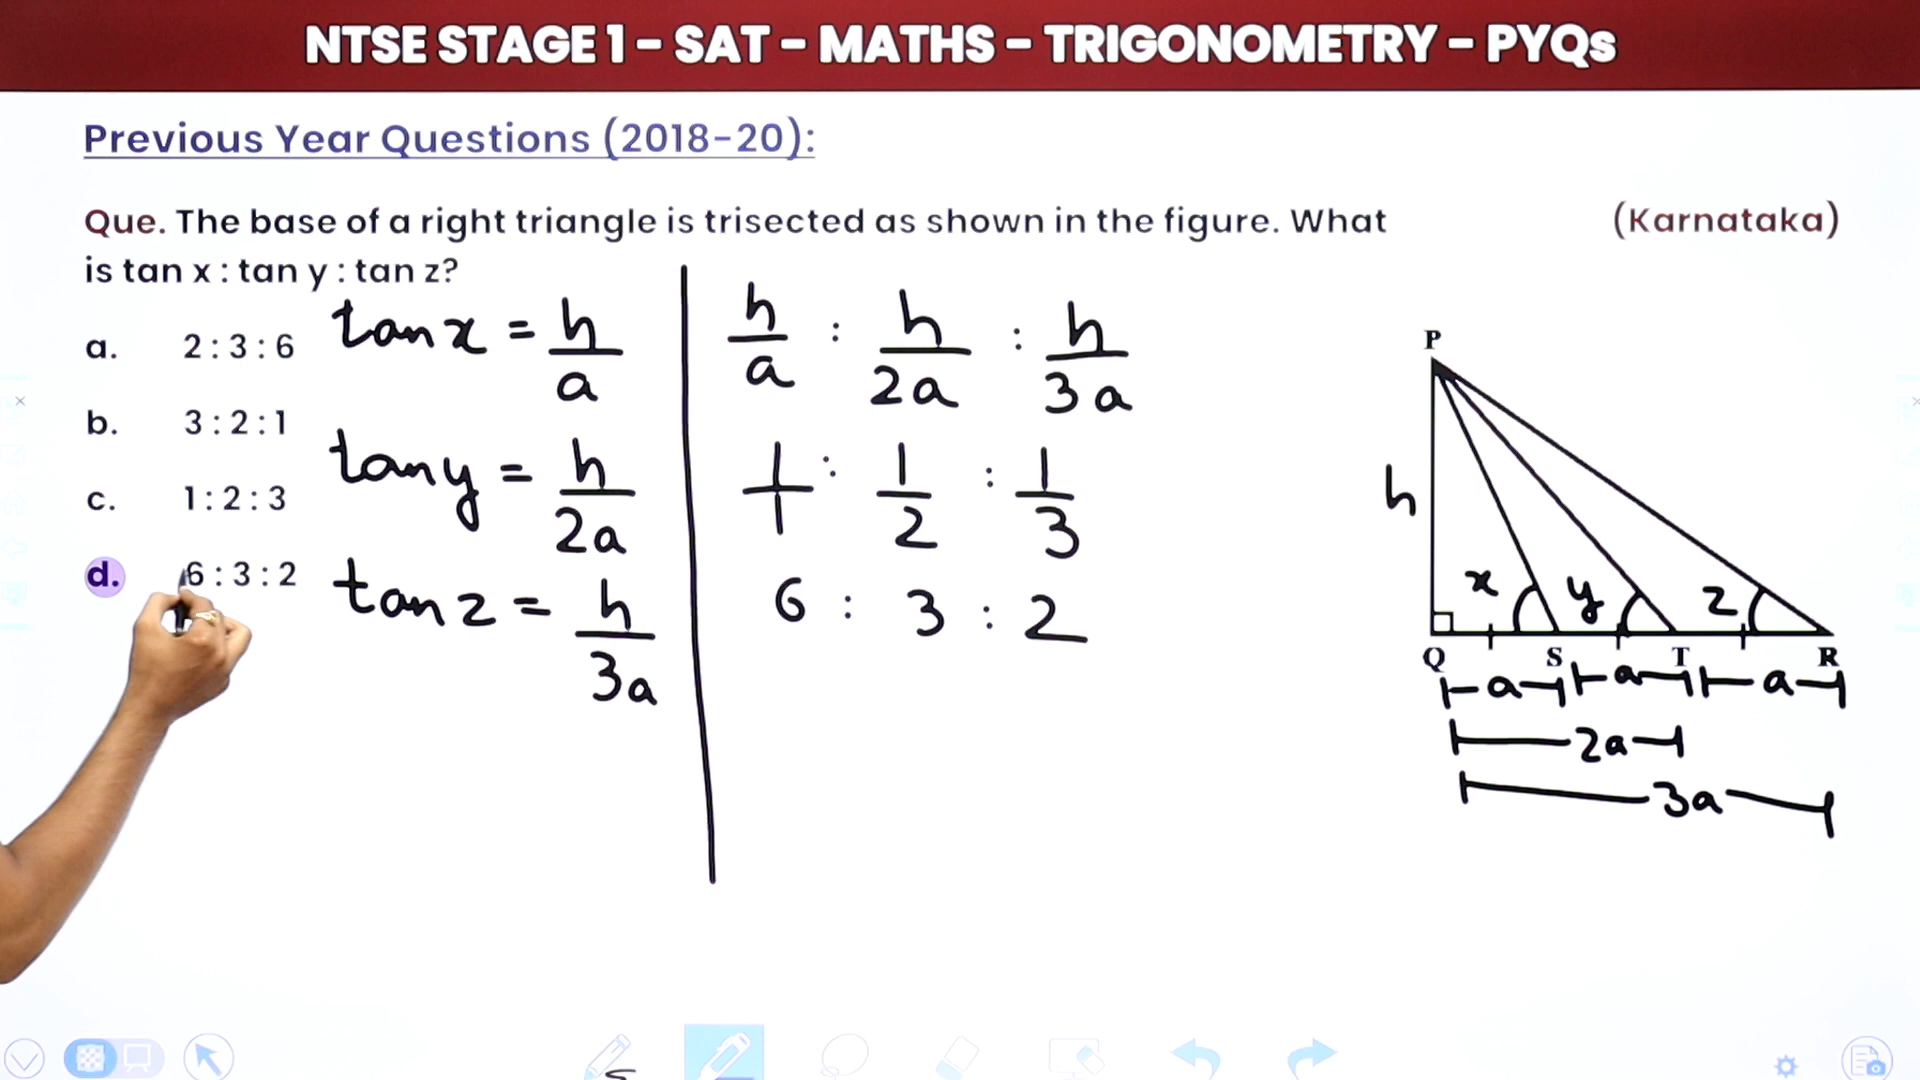 NTSE STAGE 1 – SAT – MATHS – TRIGONOMETRY – PYQs
Previous Year Questions (2018-20):
Que. The base of a right triangle is trisected as shown in the figure. What (Karnataka)
is tan x : tan y : tan z?
a. 2 : 3 : 6
b. 3 : 2 : 1
c. 1 : 2 : 3
d. 6 : 3 : 2
tan x = h/a
tan y = h/2a
tan z = h/3a
h/a : h/2a : h/3a
1/1 : 1/2 : 1/3
6 : 3 : 2
P
h
x y z
Q S T R
a a a
2a
3a